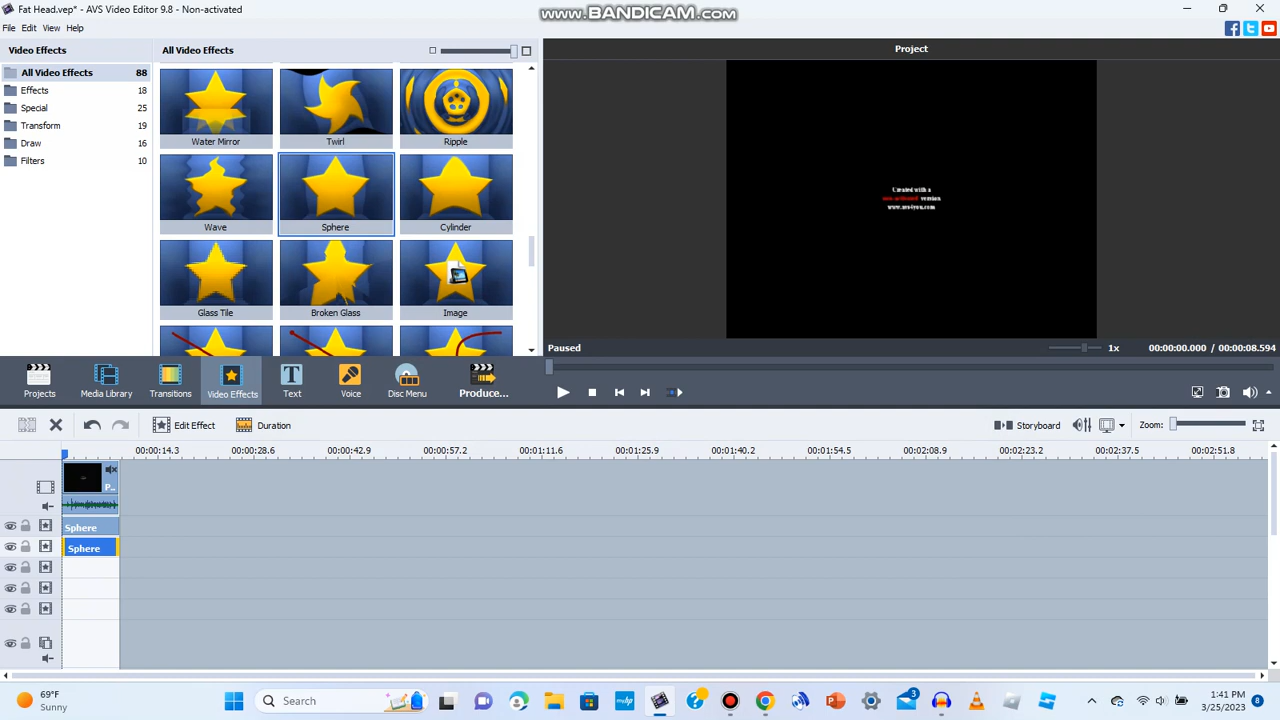 Fat Head.vep* - AVS Video Editor 9.8 - Non-activated
www.BANDICAM.com
File Edit View Help
Video Effects
All Video Effects 88
Effects 18
Special 25
Transform 19
Draw 16
Filters 10
All Video Effects
Water Mirror Twirl Ripple
Wave Sphere Cylinder
Glass Tile Broken Glass Image
Project
Created with a
non-activated version
www.avs4you.com
Paused 1x 00:00:00.000 / 00:00:08.594
Projects Media Library Transitions Video Effects Text Voice Disc Menu Produce...
Edit Effect Duration Storyboard Zoom:
00:00:14.3 00:00:28.6 00:00:42.9 00:00:57.2 00:01:11.6 00:01:25.9 00:01:40.2 00:01:54.5 00:02:08.9 00:02:23.2 00:02:37.5 00:02:51.8
P...
Sphere
Sphere
69°F
Sunny
Search
3
1:41 PM
3/25/2023
8